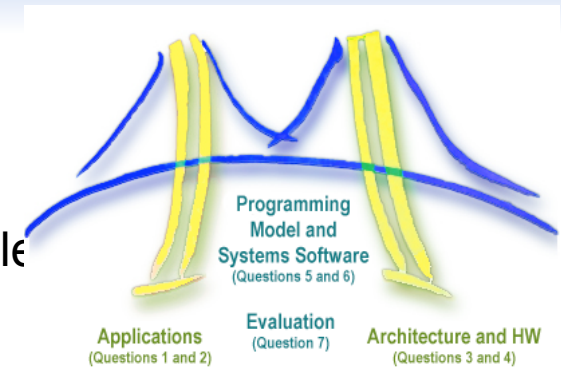 Programming
Model and
Systems Software
(Questions 5 and 6)
le
Evaluation
(Question 7)
Applications
(Questions 1 and 2)
Architecture and HW
(Questions 3 and 4)